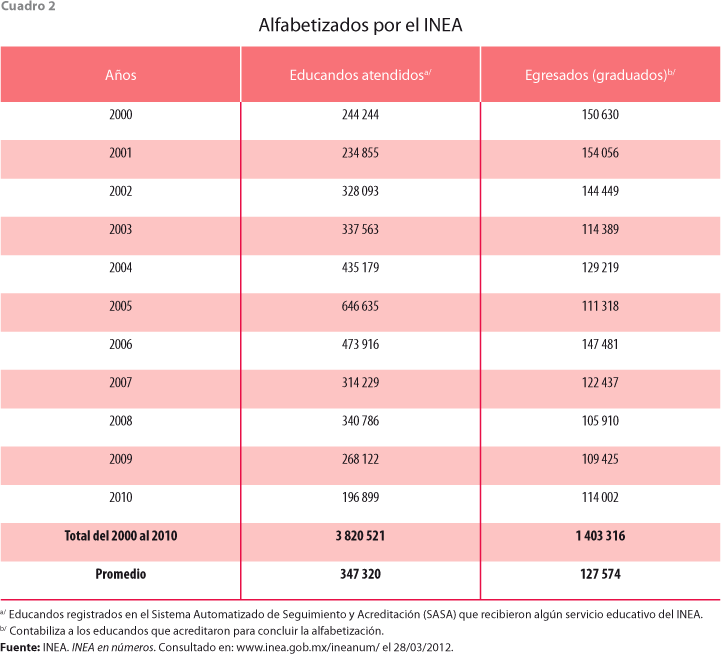 Cuadro 2
Alfabetizados por el INEA
Años Educandos atendidos a/ Egresados (graduados) b/
2000 244 244 150 630
2001 234 855 154 056
2002 328 093 144 449
2003 337 563 114 389
2004 435 179 129 219
2005 646 635 111 318
2006 473 916 147 481
2007 314 229 122 437
2008 340 786 105 910
2009 268 122 109 425
2010 196 899 114 002
Total del 2000 al 2010 3 820 521 1 403 316
Promedio 347 320 127 574
a/ Educandos registrados en el Sistema Automatizado de Seguimiento y Acreditación (SASA) que recibieron algún servicio educativo del INEA.
b/ Contabiliza a los educandos que acreditaron para concluir la alfabetización.
Fuente: INEA. INEA en números. Consultado en: www.inea.gob.mx/ineanum/ el 28/03/2012.